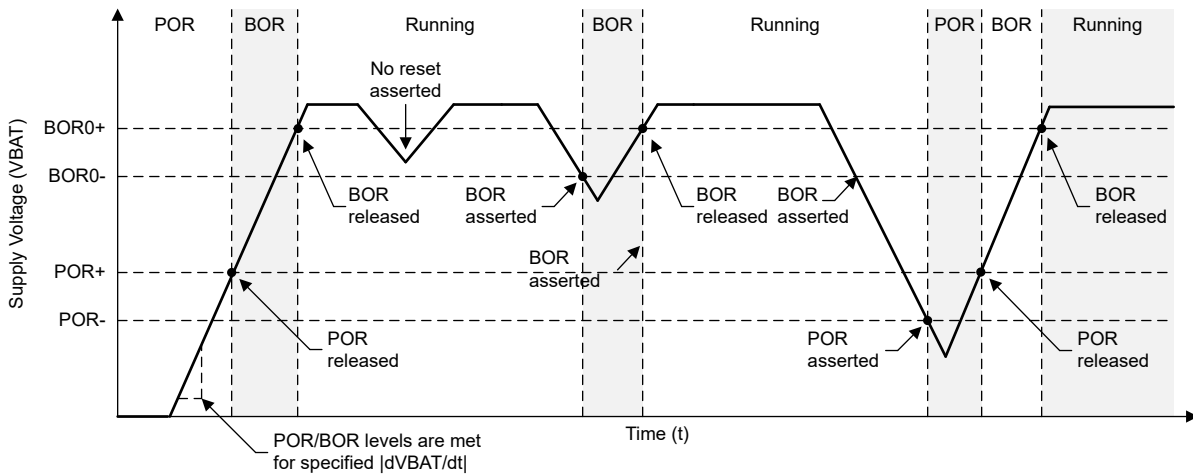 POR
BOR
Running
BOR
Running
POR
BOR
Running
No reset
asserted
Supply Voltage (VBAT)
BOR0+
BOR0-
POR+
POR-
BOR
released
BOR
asserted
BOR
released
BOR
asserted
BOR
released
BOR
asserted
POR
released
POR
asserted
POR
released
Time (t)
POR/BOR levels are met
for specified |dVBAT/dt|